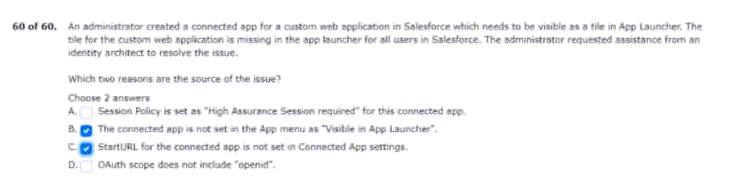 60 of 60. An administrator created a connected app for a custom web application in Salesforce which needs to be visible as a tile in App Launcher. The
tile for the custom web application is missing in the app launcher for all users in Salesforce. The administrator requested assistance from an
identity architect to resolve the issue.
Which two reasons are the source of the issue?
Choose 2 answers
A. Session Policy is set as "High Assurance Session required" for this connected app.
B. The connected app is not set in the App menu as "Visible in App Launcher".
C. StartURL for the connected app is not set in Connected App settings.
D. OAuth scope does not include "openid".